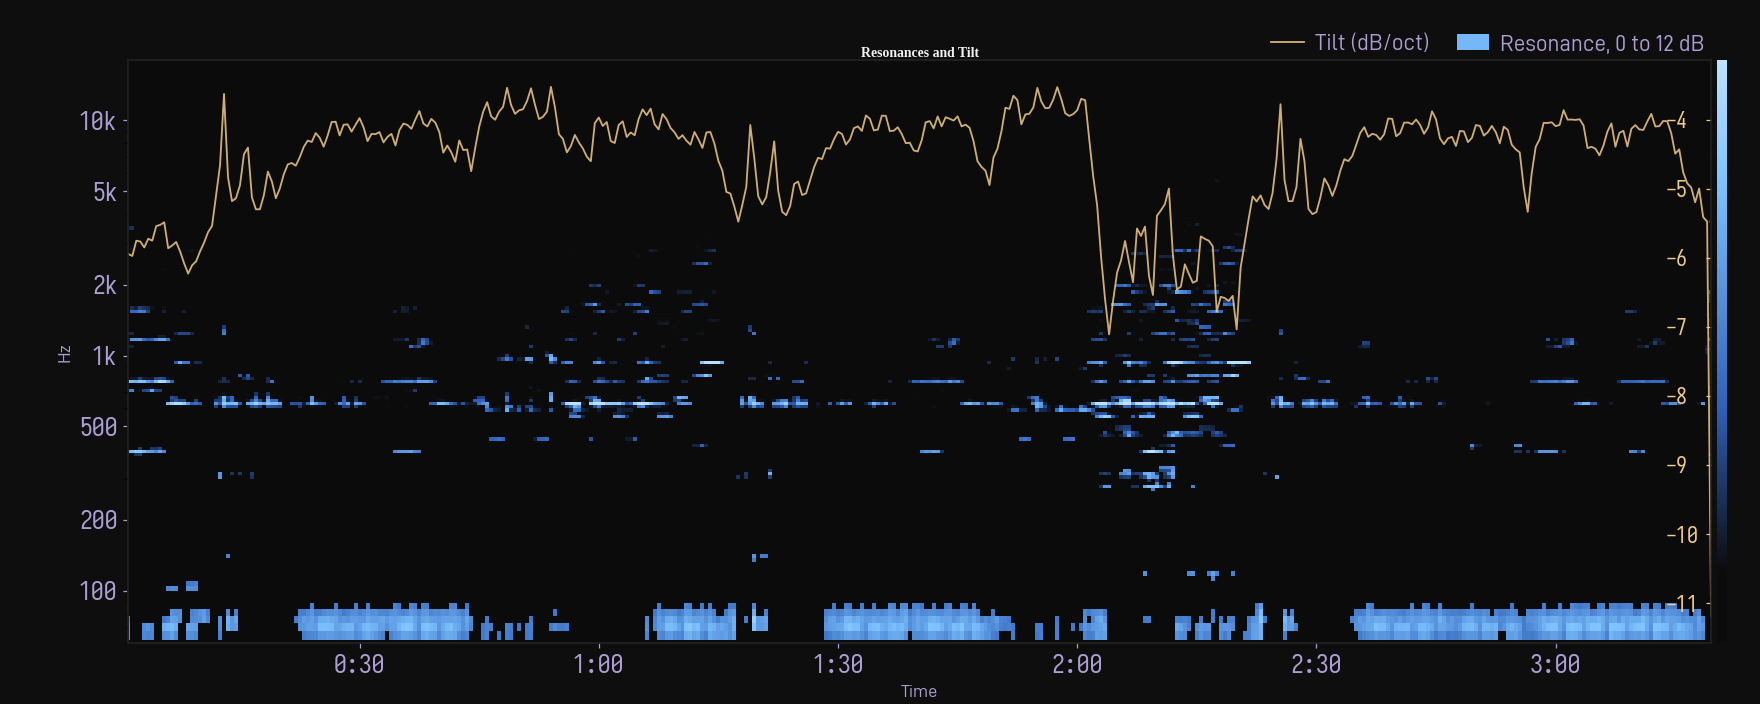 Resonances and Tilt
Tilt (dB/oct)
Resonance, 0 to 12 dB
10k
5k
2k
1k
500
200
100
Hz
-4
-5
-6
-7
-8
-9
-10
-11
0:30 1:00 1:30 2:00 2:30 3:00
Time